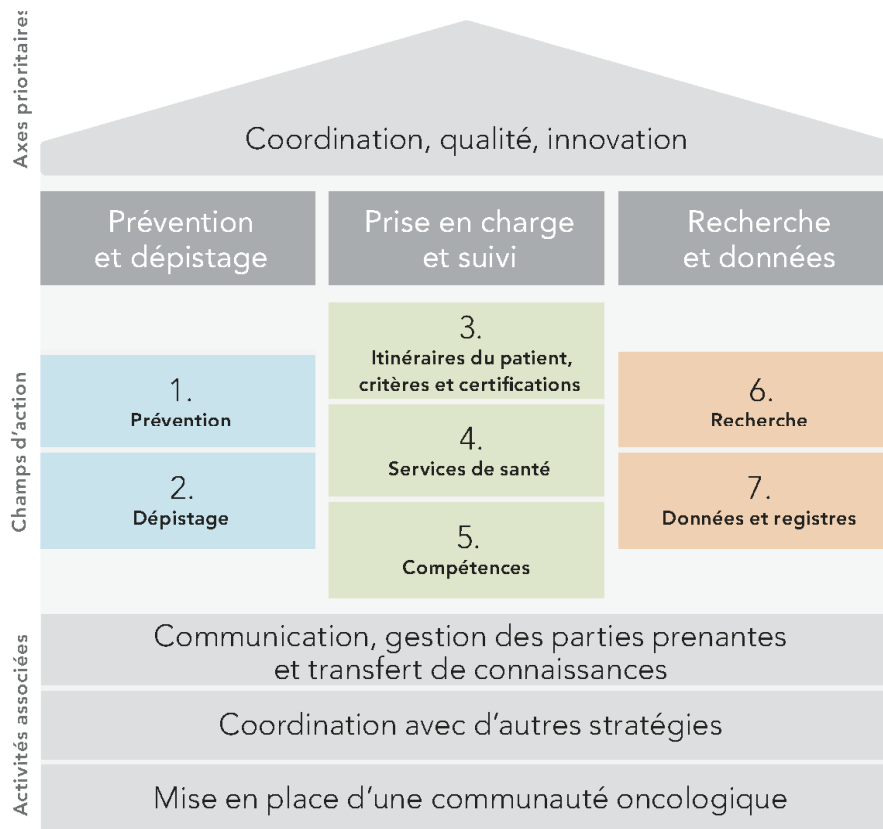 Axes prioritaires
Coordination, qualité, innovation
Prévention
et dépistage
Prise en charge
et suivi
Recherche
et données
Champs d'action
1.
Prévention
2.
Dépistage
3.
Itinéraires du patient,
critères et certifications
4.
Services de santé
5.
Compétences
6.
Recherche
7.
Données et registres
Activités associées
Communication, gestion des parties prenantes
et transfert de connaissances
Coordination avec d'autres stratégies
Mise en place d'une communauté oncologique